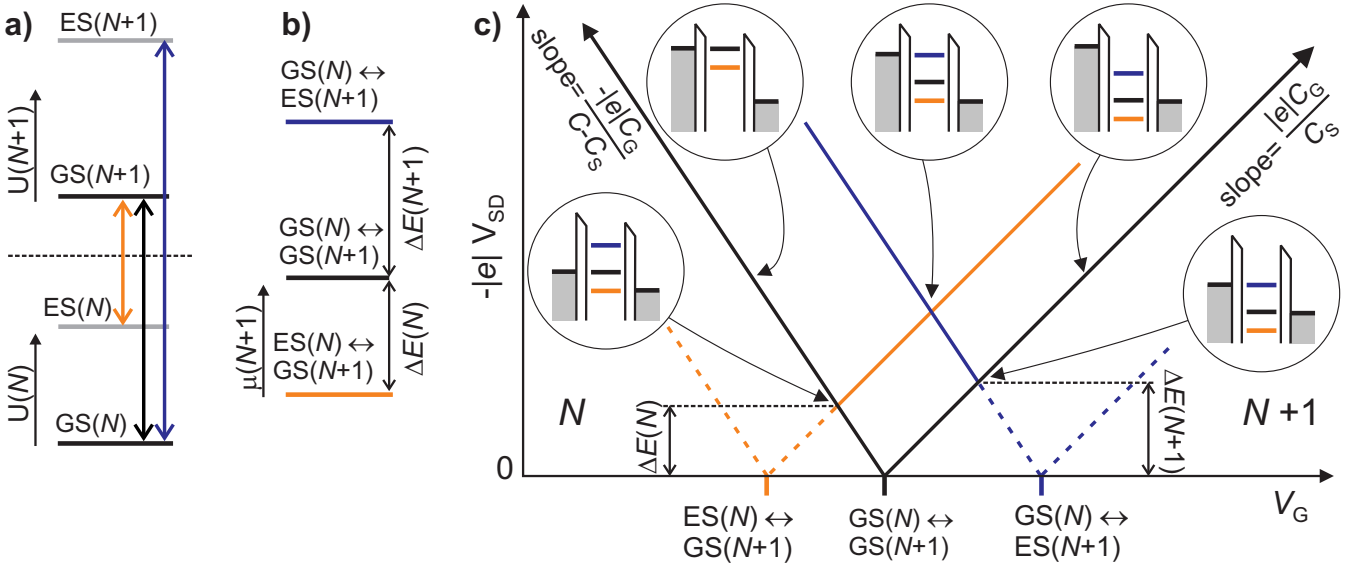 a)
ES(N+1)
U(N+1)
GS(N+1)
ES(N)
U(N)
GS(N)
b)
GS(N) ↔
ES(N+1)
ΔE(N+1)
GS(N) ↔
GS(N+1)
ΔE(N)
μ(N+1)
ES(N) ↔
GS(N+1)
c)
-|e| V_SD
slope= -|e|C_G / C-C_S
slope= |e|C_G / C_S
N
N +1
ΔE(N)
ΔE(N+1)
0
V_G
ES(N) ↔
GS(N+1)
GS(N) ↔
GS(N+1)
GS(N) ↔
ES(N+1)